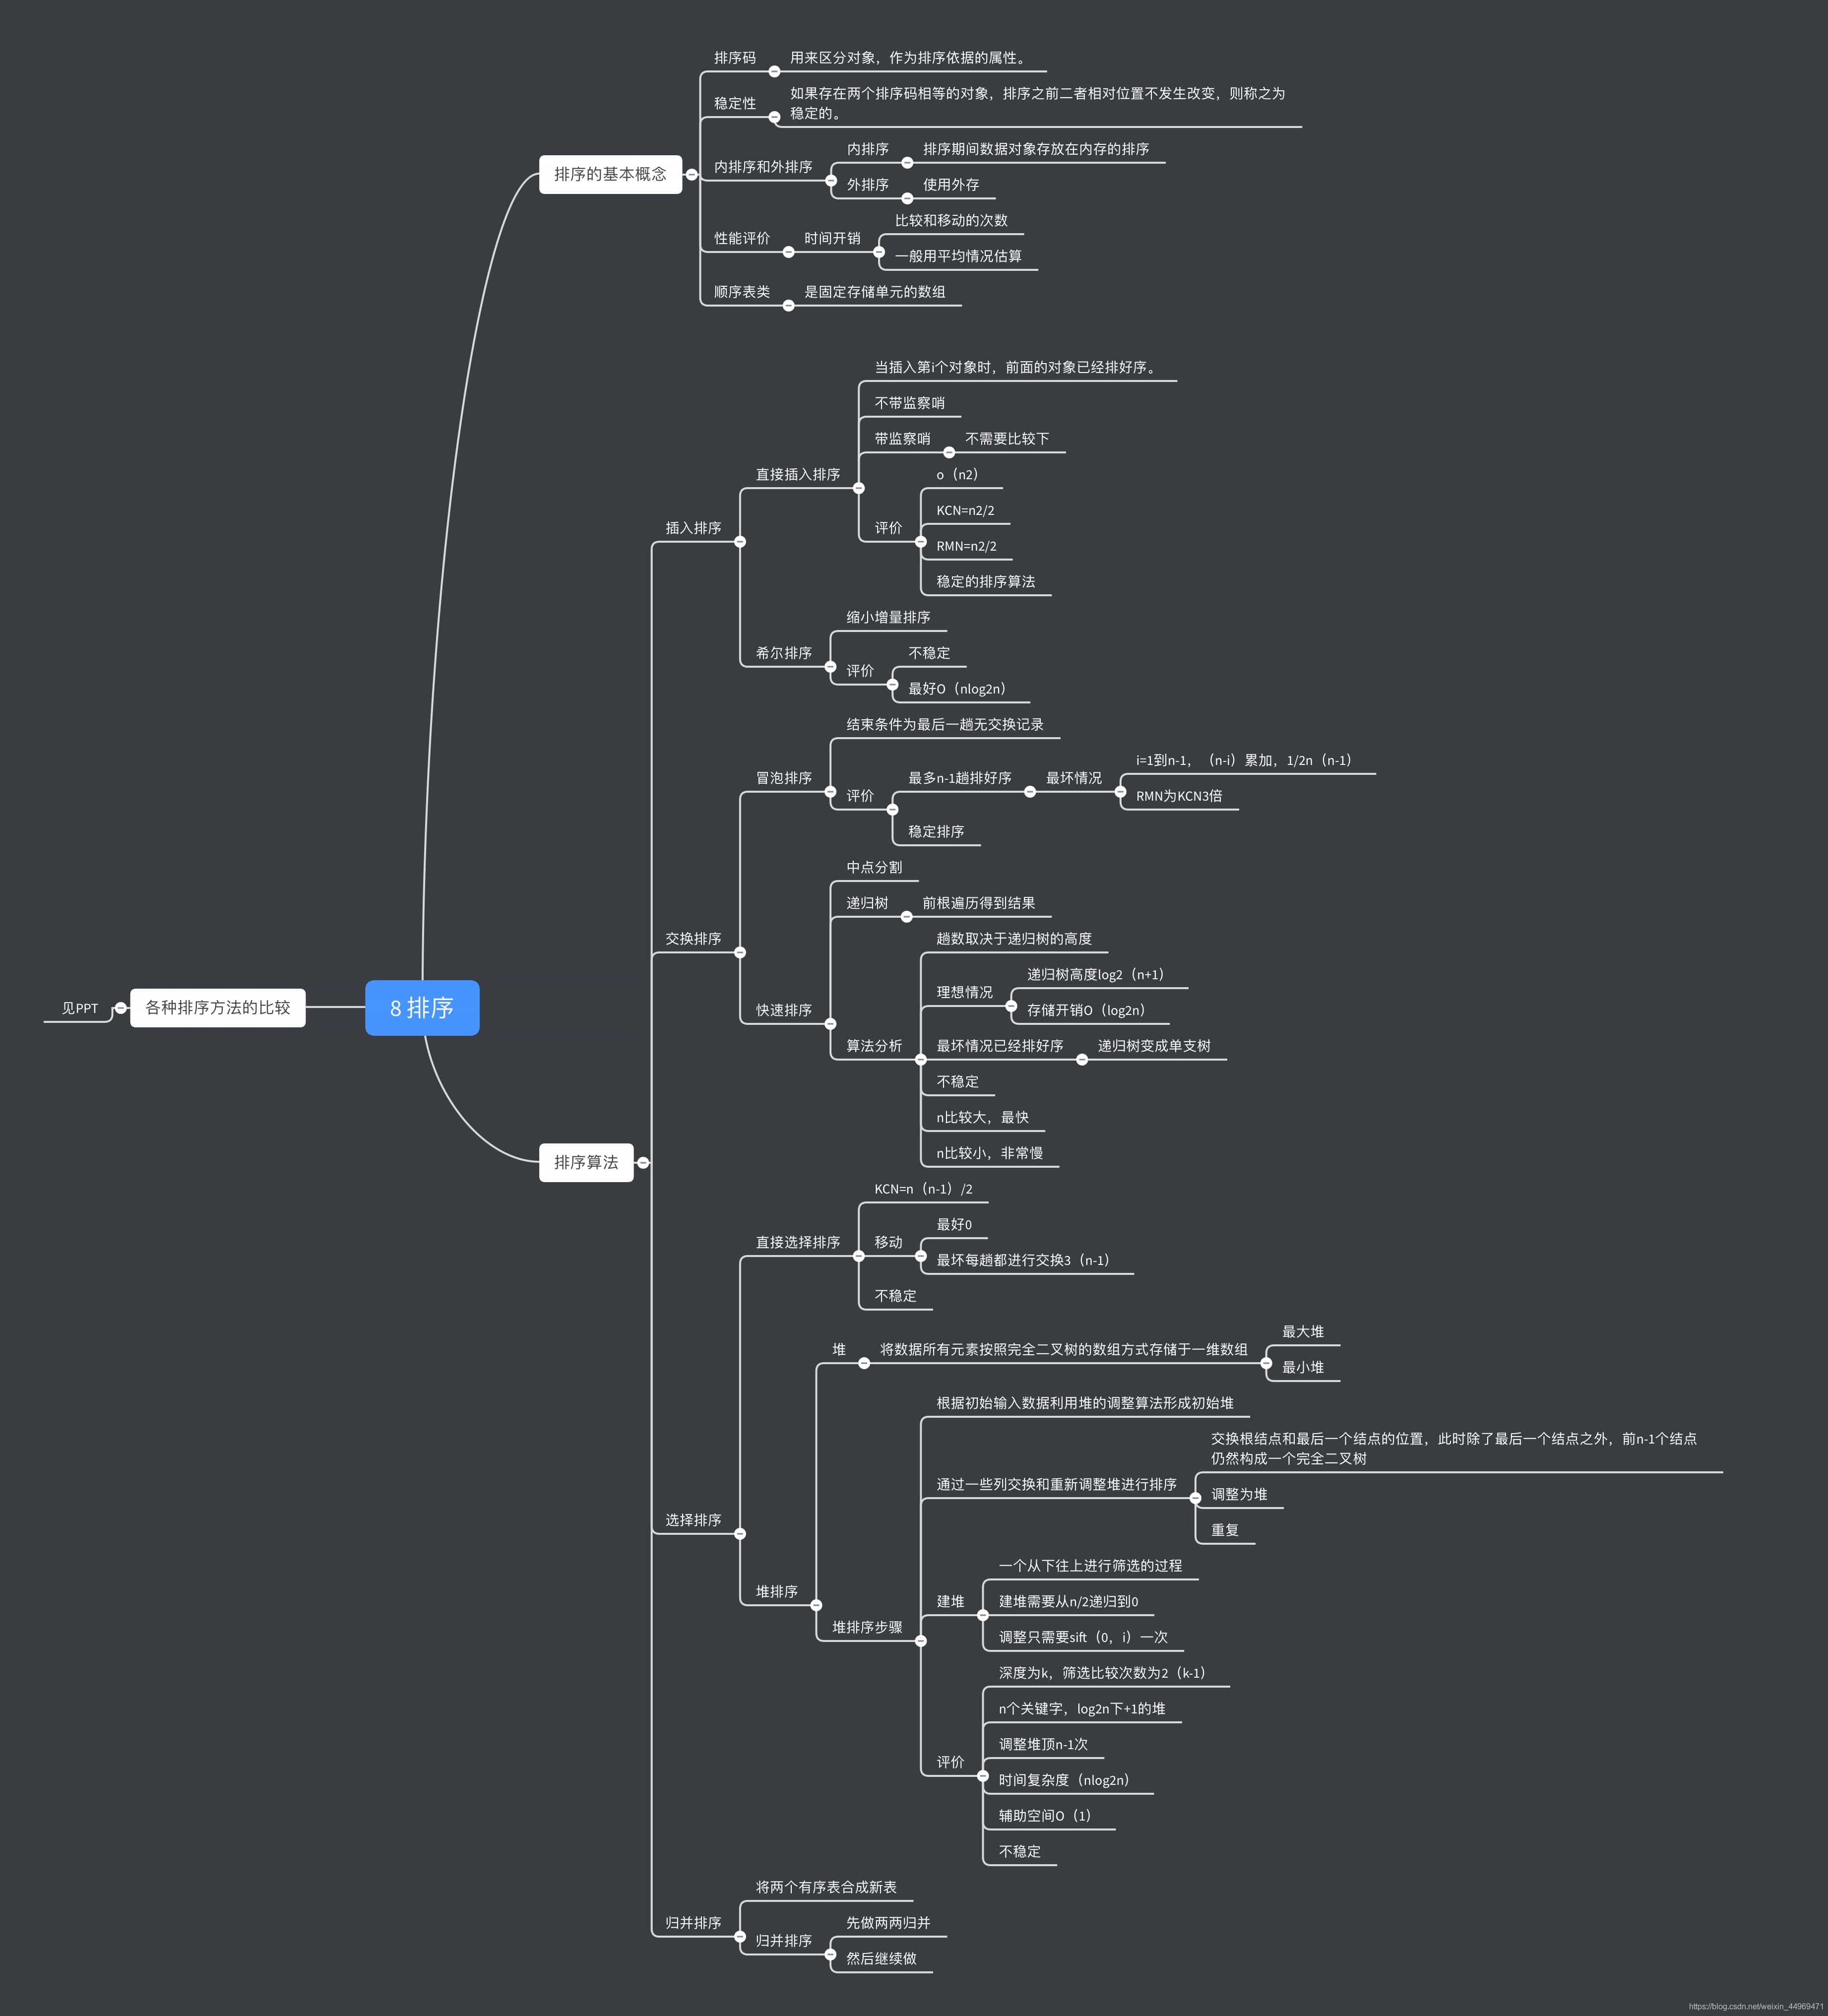 排序码
用来区分对象，作为排序依据的属性。
稳定性
如果存在两个排序码相等的对象，排序之前二者相对位置不发生改变，则称之为
稳定的。
排序的基本概念
内排序和外排序
内排序
排序期间数据对象存放在内存的排序
外排序
使用外存
性能评价
时间开销
比较和移动的次数
一般用平均情况估算
顺序表类
是固定存储单元的数组
8 排序
各种排序方法的比较
见PPT
排序算法
插入排序
直接插入排序
当插入第i个对象时，前面的对象已经排好序。
不带监察哨
带监察哨
不需要比较下
评价
o（n2）
KCN=n2/2
RMN=n2/2
稳定的排序算法
希尔排序
缩小增量排序
评价
不稳定
最好O（nlog2n）
交换排序
冒泡排序
结束条件为最后一趟无交换记录
评价
最多n-1趟排好序
最坏情况
i=1到n-1，（n-i）累加，1/2n（n-1）
RMN为KCN3倍
稳定排序
快速排序
中点分割
递归树
前根遍历得到结果
算法分析
趟数取决于递归树的高度
理想情况
递归树高度log2（n+1）
存储开销O（log2n）
最坏情况已经排好序
递归树变成单支树
不稳定
n比较大，最快
n比较小，非常慢
选择排序
直接选择排序
KCN=n（n-1）/2
移动
最好0
最坏每趟都进行交换3（n-1）
不稳定
堆排序
堆
将数据所有元素按照完全二叉树的数组方式存储于一维数组
最大堆
最小堆
堆排序步骤
根据初始输入数据利用堆的调整算法形成初始堆
通过一些列交换和重新调整堆进行排序
交换根结点和最后一个结点的位置，此时除了最后一个结点之外，前n-1个结点
仍然构成一个完全二叉树
调整为堆
重复
建堆
一个从下往上进行筛选的过程
建堆需要从n/2递归到0
调整只需要sift（0，i）一次
评价
深度为k，筛选比较次数为2（k-1）
n个关键字，log2n下+1的堆
调整堆顶n-1次
时间复杂度（nlog2n）
辅助空间O（1）
不稳定
归并排序
将两个有序表合成新表
归并排序
先做两两归并
然后继续做
https://blog.csdn.net/weixin_44969471